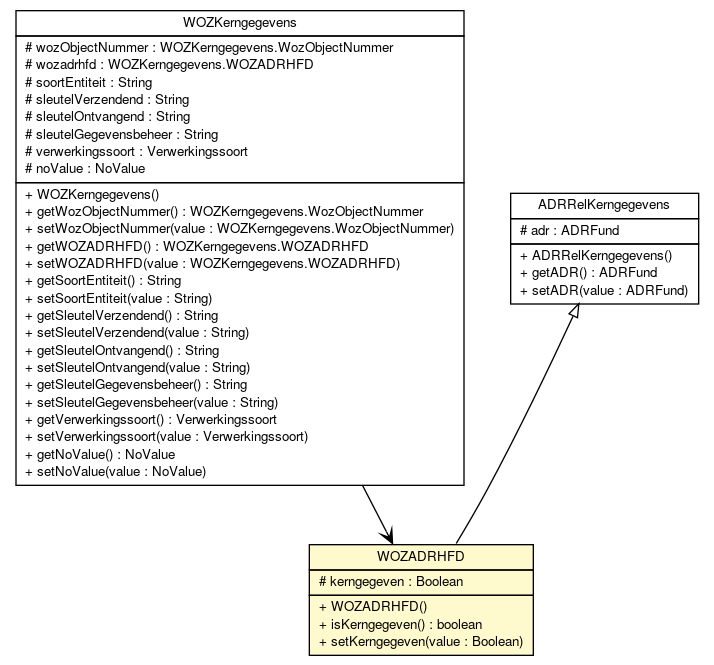 WOZKerngegevens
# wozObjectNummer : WOZKerngegevens.WozObjectNummer
# wozadrhfd : WOZKerngegevens.WOZADRHFD
# soortEntiteit : String
# sleutelVerzendend : String
# sleutelOntvangend : String
# sleutelGegevensbeheer : String
# verwerkingssoort : Verwerkingssoort
# noValue : NoValue
+ WOZKerngegevens()
+ getWozObjectNummer() : WOZKerngegevens.WozObjectNummer
+ setWozObjectNummer(value : WOZKerngegevens.WozObjectNummer)
+ getWOZADRHFD() : WOZKerngegevens.WOZADRHFD
+ setWOZADRHFD(value : WOZKerngegevens.WOZADRHFD)
+ getSoortEntiteit() : String
+ setSoortEntiteit(value : String)
+ getSleutelVerzendend() : String
+ setSleutelVerzendend(value : String)
+ getSleutelOntvangend() : String
+ setSleutelOntvangend(value : String)
+ getSleutelGegevensbeheer() : String
+ setSleutelGegevensbeheer(value : String)
+ getVerwerkingssoort() : Verwerkingssoort
+ setVerwerkingssoort(value : Verwerkingssoort)
+ getNoValue() : NoValue
+ setNoValue(value : NoValue)
ADRRelKerngegevens
# adr : ADRFund
+ ADRRelKerngegevens()
+ getADR() : ADRFund
+ setADR(value : ADRFund)
WOZADRHFD
# kerngegeven : Boolean
+ WOZADRHFD()
+ isKerngegeven() : boolean
+ setKerngegeven(value : Boolean)